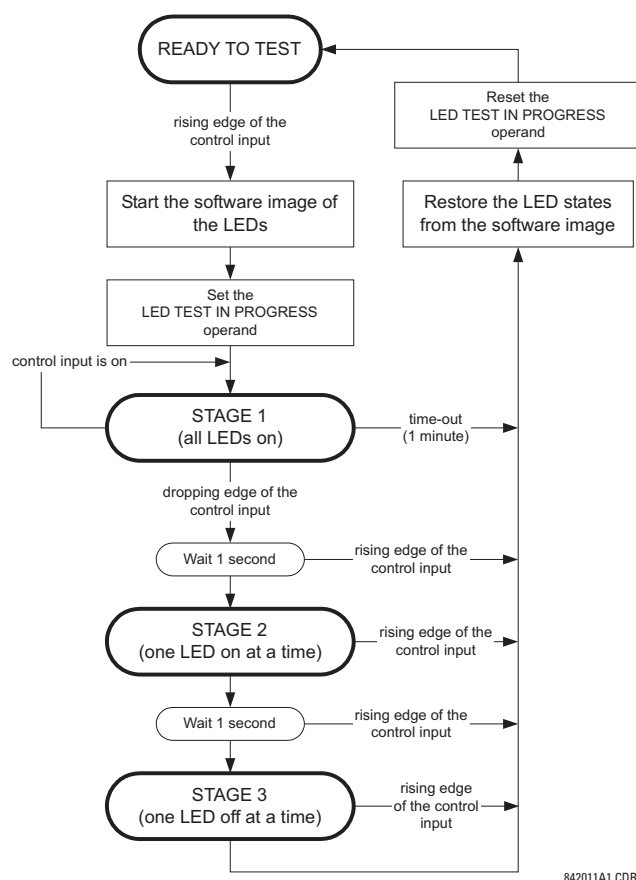 READY TO TEST
rising edge of the
control input
Start the software image of
the LEDs
Set the
LED TEST IN PROGRESS
operand
control input is on
STAGE 1
(all LEDs on)
time-out
(1 minute)
dropping edge of the
control input
Wait 1 second
rising edge of the
control input
STAGE 2
(one LED on at a time)
rising edge of the
control input
Wait 1 second
rising edge of the
control input
STAGE 3
(one LED off at a time)
rising edge
of the control
input
Restore the LED states
from the software image
Reset the
LED TEST IN PROGRESS
operand
842011A1.CDR